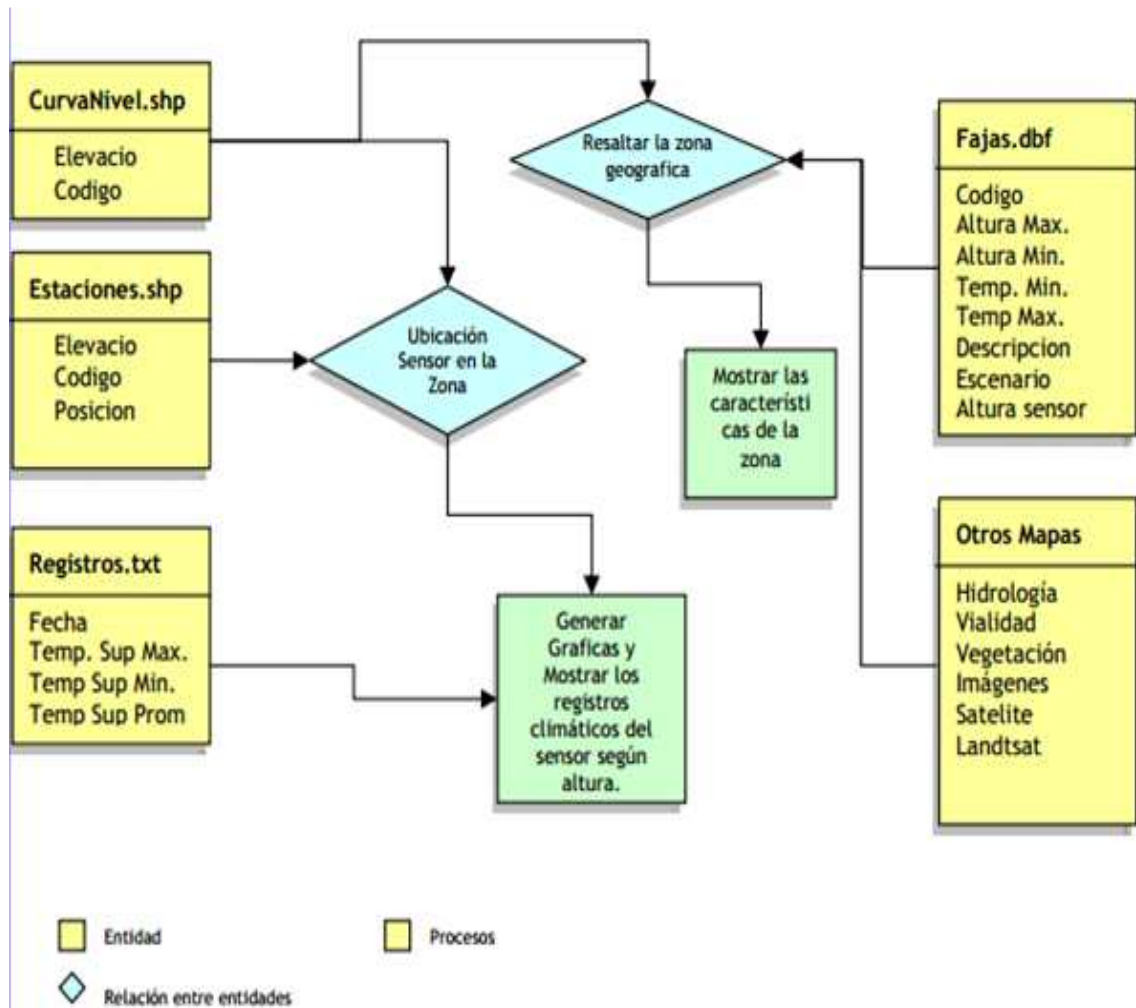 CurvaNivel.shp
Elevacio
Codigo
Estaciones.shp
Elevacio
Codigo
Posicion
Registros.txt
Fecha
Temp. Sup Max.
Temp Sup Min.
Temp Sup Prom
Resaltar la zona
geografica
Ubicación
Sensor en la
Zona
Mostrar las
característi
cas de la
zona
Generar
Graficas y
Mostrar los
registros
climáticos del
sensor según
altura.
Fajas.dbf
Codigo
Altura Max.
Altura Min.
Temp. Min.
Temp Max.
Descripcion
Escenario
Altura sensor
Otros Mapas
Hidrología
Vialidad
Vegetación
Imágenes
Satelite
Landtsat
Entidad
Procesos
Relación entre entidades